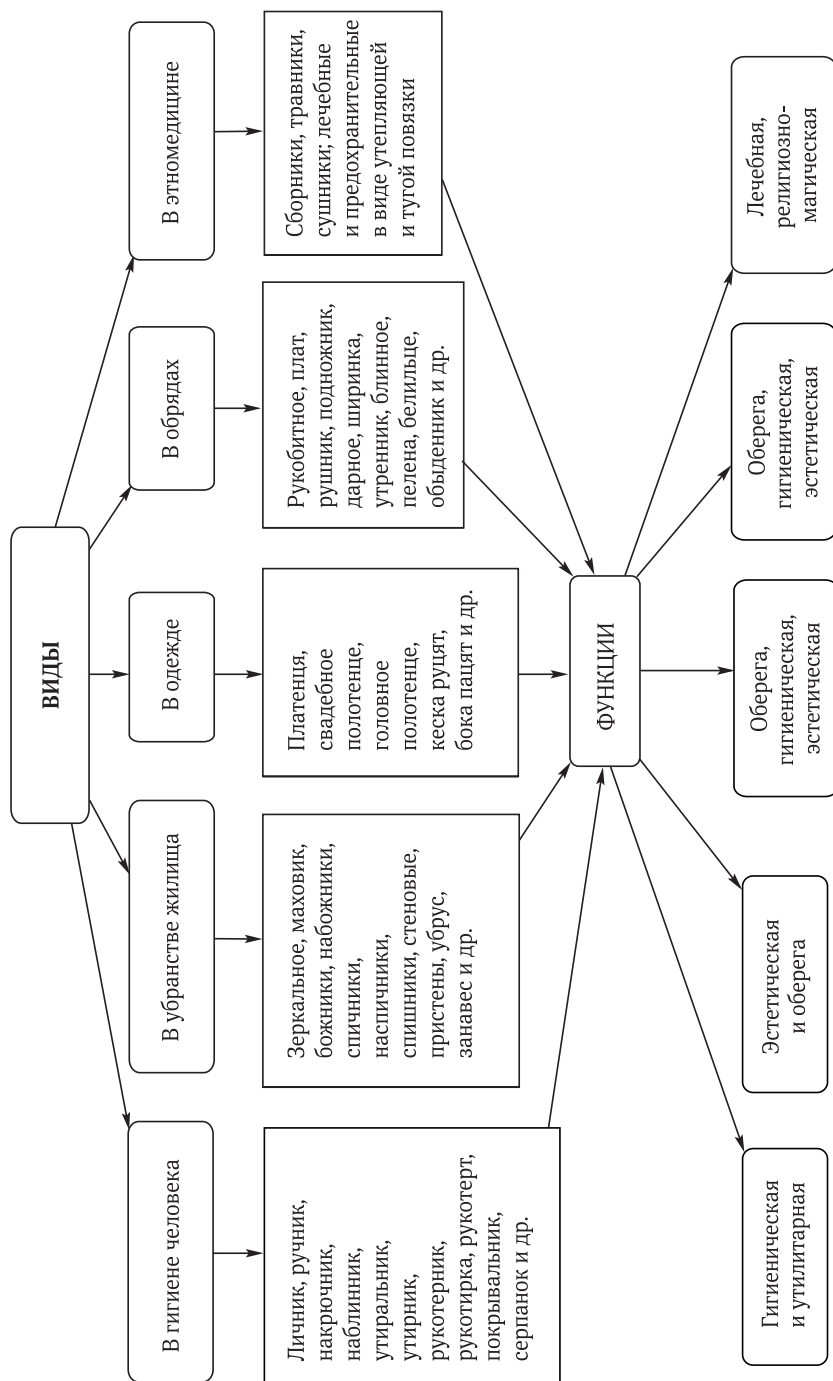 ВИДЫ
В гигиене человека
В убранстве жилища
В одежде
В обрядах
В этномедицине
Личник, ручник,
накрючник,
наблинник,
утиральник,
утирник,
рукотерник,
рукотирка, рукотерт,
покрывальник,
серпанок и др.
Зеркальное, маховик,
божники, набожники,
спичники,
наспичники,
спишники, стеновые,
пристены, убрус,
занавес и др.
Платенця,
свадебное
полотенце,
головное
полотенце,
кеска руцят,
бока пацят и др.
Рукобитное, плат,
рушник, подножник,
дарное, ширинка,
утренник, блинное,
пелена, белильце,
обыденник и др.
Сборники, травники,
сушники; лечебные
и предохранительные
в виде утепляющей
и тугой повязки
ФУНКЦИИ
Гигиеническая
и утилитарная
Эстетическая
и оберега
Оберега,
гигиеническая,
эстетическая
Оберега,
гигиеническая,
эстетическая
Лечебная,
религиозно-
магическая